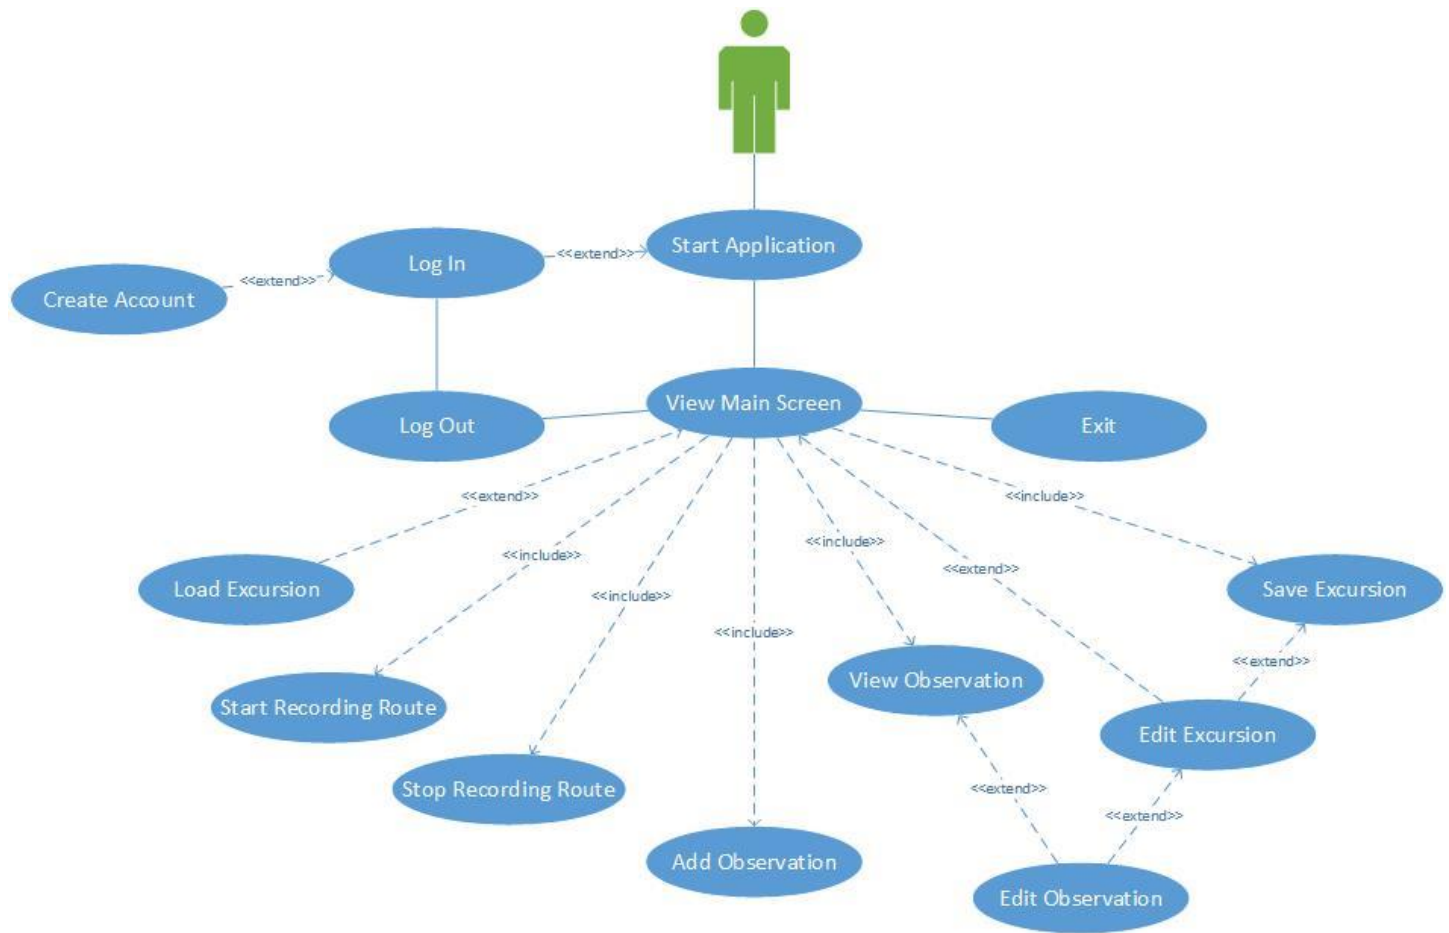 Start Application
<<extend>>
Log In
<<extend>>
Create Account
View Main Screen
Log Out
Exit
<<extend>>
<<include>>
<<include>>
<<include>>
<<include>>
<<extend>>
<<include>>
Load Excursion
Save Excursion
<<extend>>
View Observation
Start Recording Route
Edit Excursion
Stop Recording Route
<<extend>>
<<extend>>
Add Observation
Edit Observation